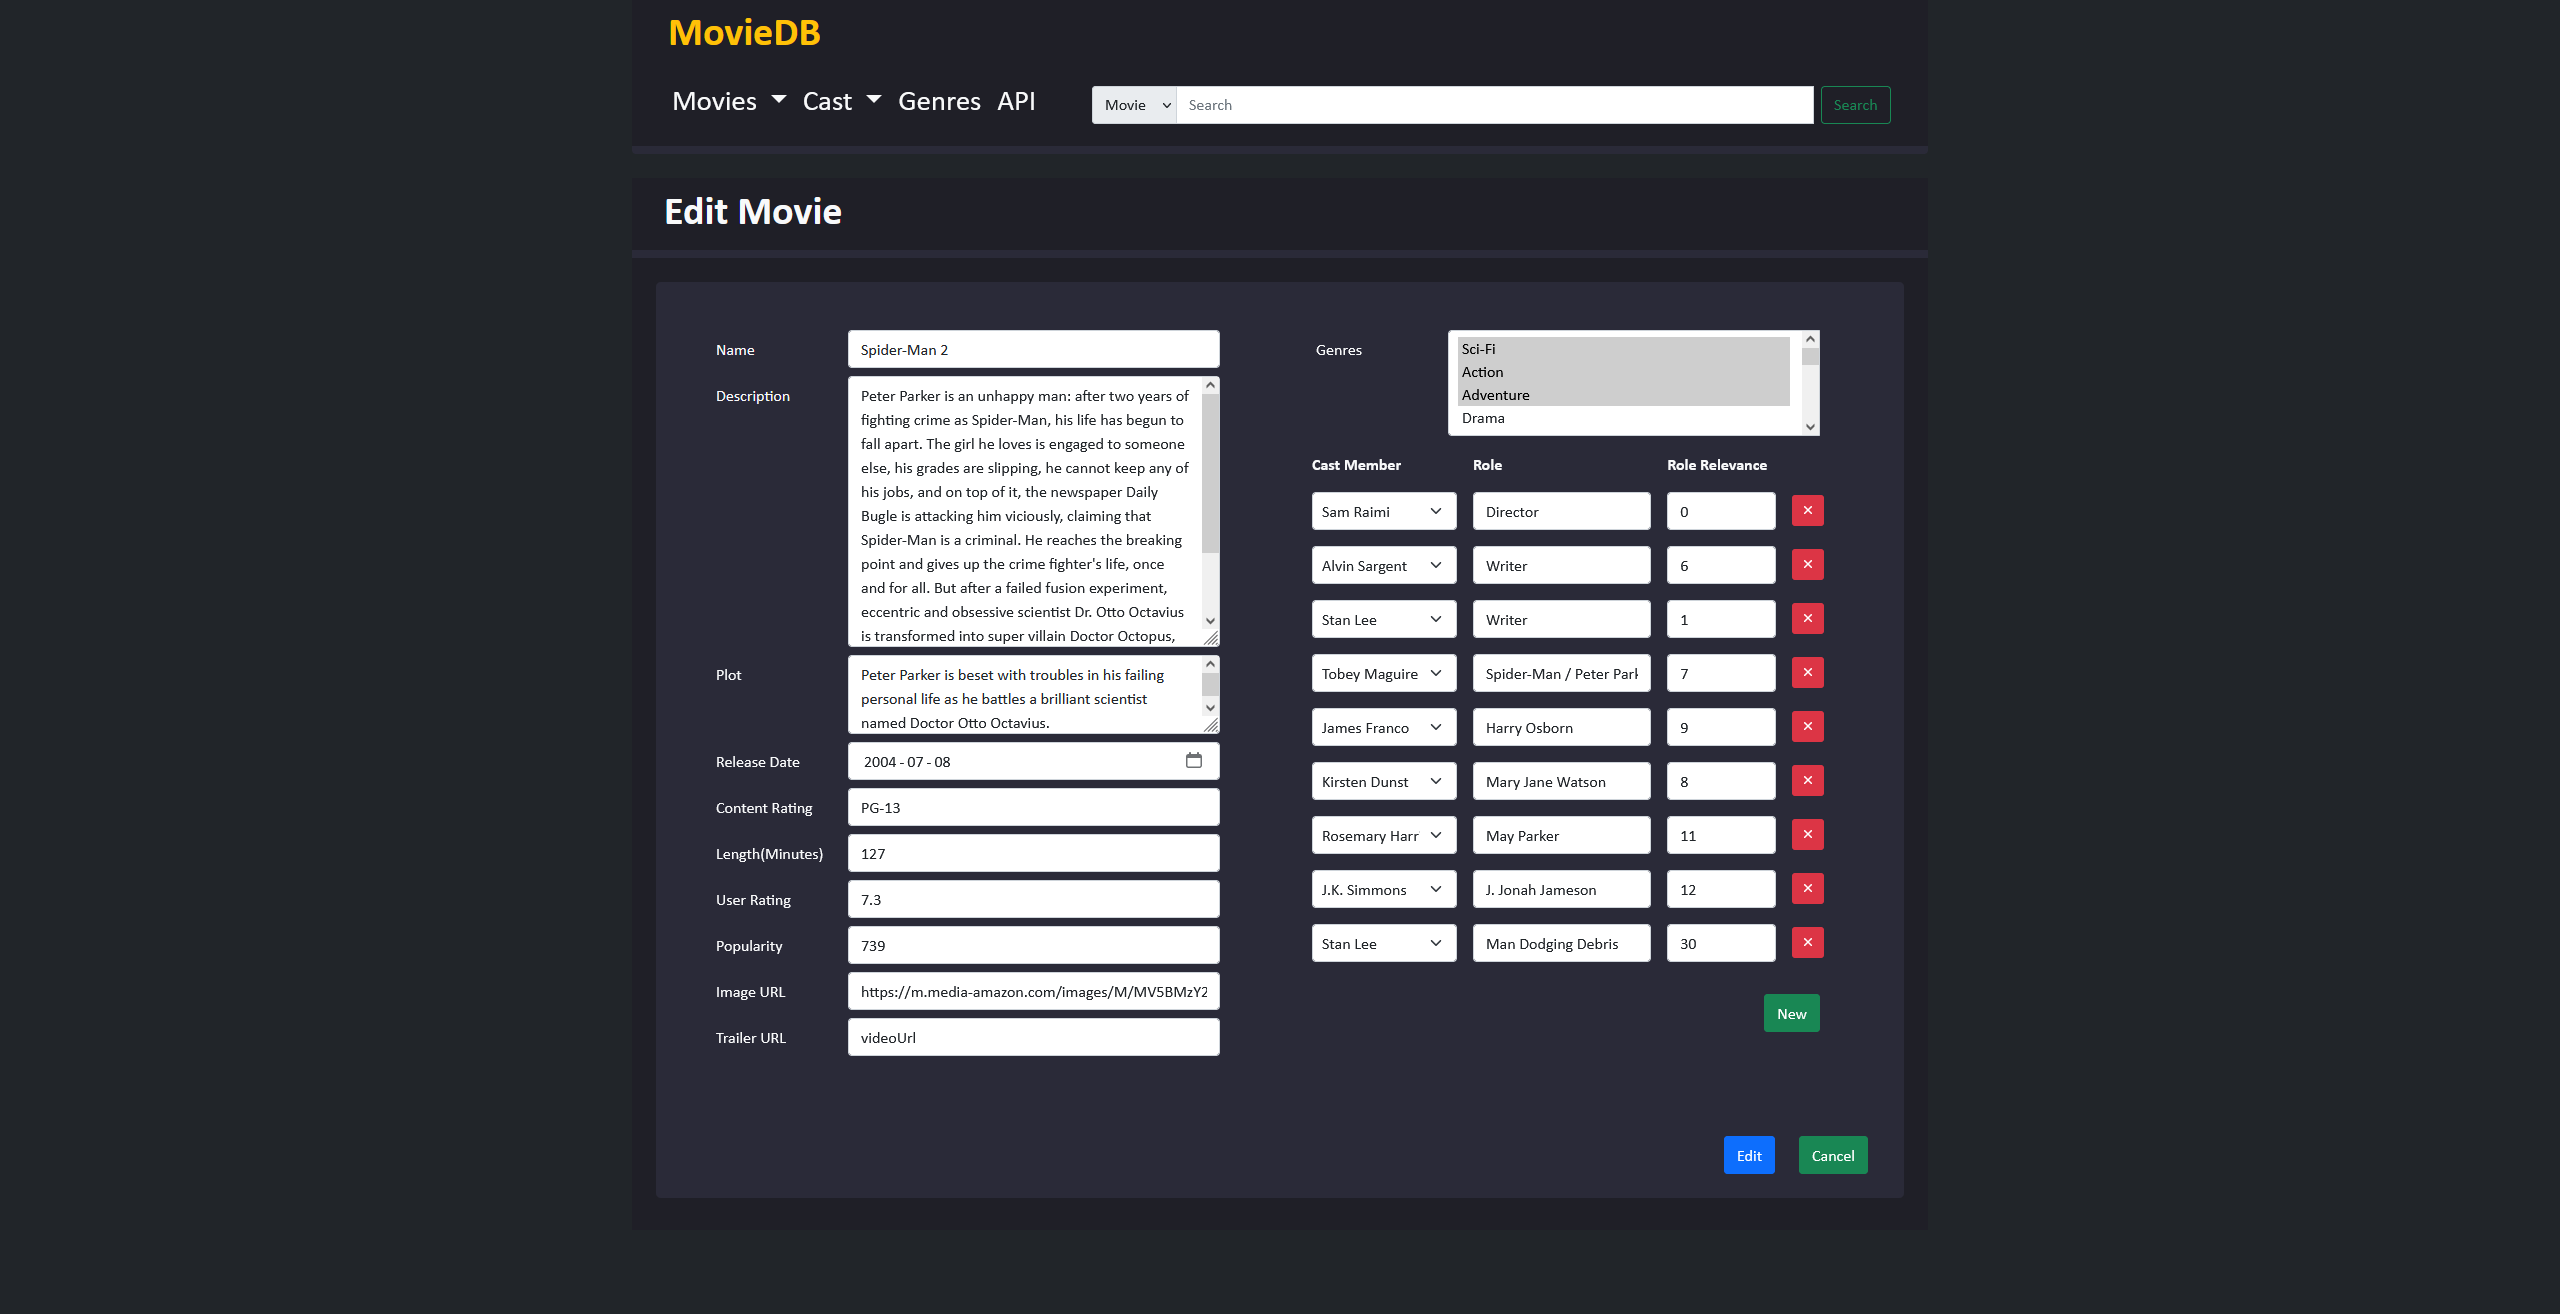 MovieDB
Movies Cast Genres API Movie Search Search
Edit Movie
Name Spider-Man 2
Description Peter Parker is an unhappy man: after two years of
fighting crime as Spider-Man, his life has begun to
fall apart. The girl he loves is engaged to someone
else, his grades are slipping, he cannot keep any of
his jobs, and on top of it, the newspaper Daily
Bugle is attacking him viciously, claiming that
Spider-Man is a criminal. He reaches the breaking
point and gives up the crime fighter's life, once
and for all. But after a failed fusion experiment,
eccentric and obsessive scientist Dr. Otto Octavius
is transformed into super villain Doctor Octopus,
Plot Peter Parker is beset with troubles in his failing
personal life as he battles a brilliant scientist
named Doctor Otto Octavius.
Release Date 2004-07-08
Content Rating PG-13
Length(Minutes) 127
User Rating 7.3
Popularity 739
Image URL https://m.media-amazon.com/images/M/MV5BMzY2
Trailer URL videoUrl
Genres Sci-Fi
Action
Adventure
Drama
Cast Member Role Role Relevance
Sam Raimi Director 0
Alvin Sargent Writer 6
Stan Lee Writer 1
Tobey Maguire Spider-Man / Peter Park 7
James Franco Harry Osborn 9
Kirsten Dunst Mary Jane Watson 8
Rosemary Harr May Parker 11
J.K. Simmons J. Jonah Jameson 12
Stan Lee Man Dodging Debris 30
New
Edit Cancel